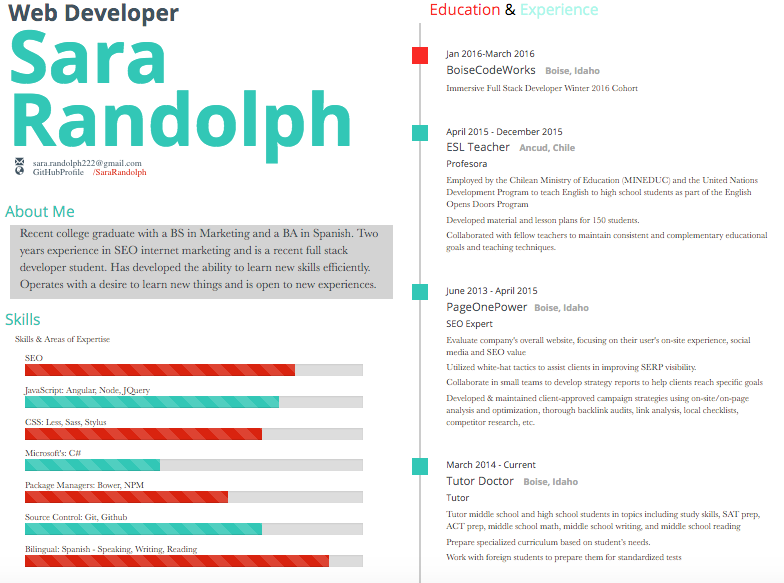 Web Developer
Sara
Randolph
sara.randolph222@gmail.com
GitHubProfile /SaraRandolph
About Me
Recent college graduate with a BS in Marketing and a BA in Spanish. Two
years experience in SEO internet marketing and is a recent full stack
developer student. Has developed the ability to learn new skills efficiently.
Operates with a desire to learn new things and is open to new experiences.
Skills
Skills & Areas of Expertise
SEO
JavaScript: Angular, Node, JQuery
CSS: Less, Sass, Stylus
Microsoft's: C#
Package Managers: Bower, NPM
Source Control: Git, Github
Bilingual: Spanish - Speaking, Writing, Reading
Education & Experience
Jan 2016-March 2016
BoiseCodeWorks Boise, Idaho
Immersive Full Stack Developer Winter 2016 Cohort
April 2015 - December 2015
ESL Teacher Ancud, Chile
Profesora
Employed by the Chilean Ministry of Education (MINEDUC) and the United Nations
Development Program to teach English to high school students as part of the English
Opens Doors Program
Developed material and lesson plans for 150 students.
Collaborated with fellow teachers to maintain consistent and complementary educational
goals and teaching techniques.
June 2013 - April 2015
PageOnePower Boise, Idaho
SEO Expert
Evaluate company's overall website, focusing on their user's on-site experience, social
media and SEO value
Utilized white-hat tactics to assist clients in improving SERP visibility.
Collaborate in small teams to develop strategy reports to help clients reach specific goals
Developed & maintained client-approved campaign strategies using on-site/on-page
analysis and optimization, thorough backlink audits, link analysis, local checklists,
competitor research, etc.
March 2014 - Current
Tutor Doctor Boise, Idaho
Tutor
Tutor middle school and high school students in topics including study skills, SAT prep,
ACT prep, middle school math, middle school writing, and middle school reading
Prepare specialized curriculum based on student's needs.
Work with foreign students to prepare them for standardized tests